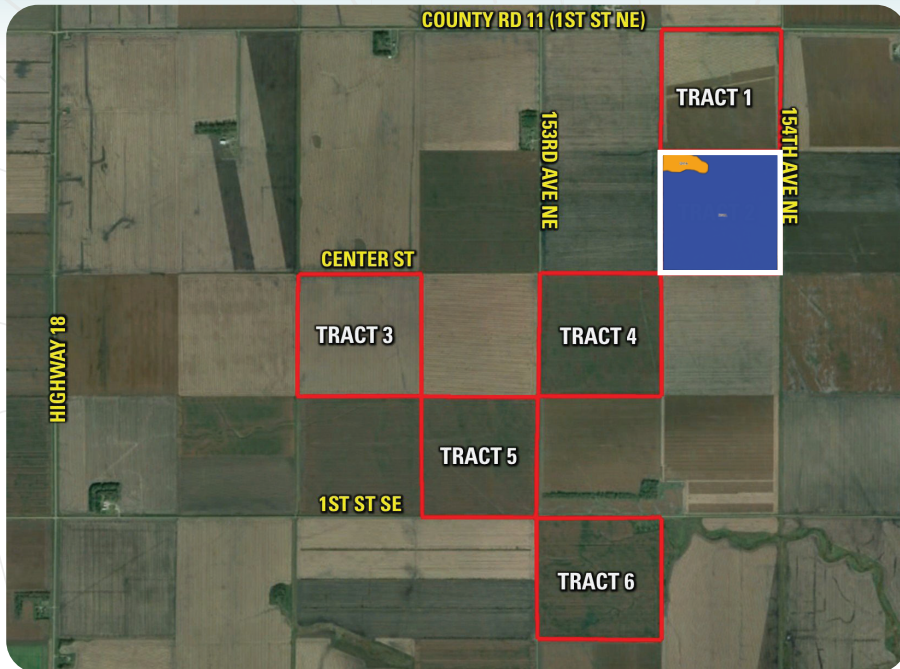 COUNTY RD 11 (1ST ST NE)
TRACT 1
153RD AVE NE
154TH AVE NE
CENTER ST
TRACT 3
TRACT 4
HIGHWAY 18
TRACT 5
1ST ST SE
TRACT 6